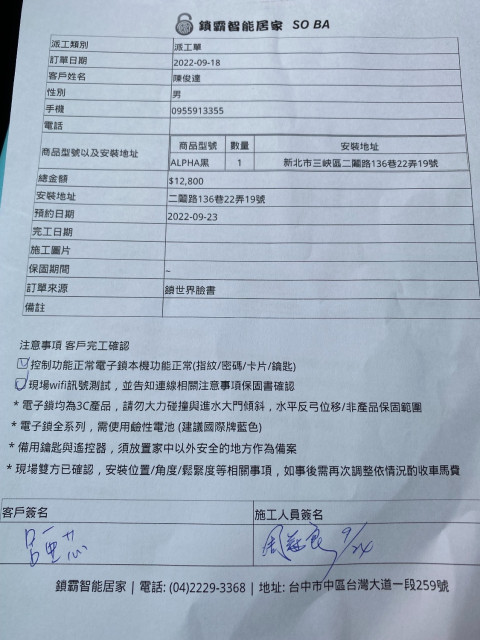 鎖霸智能居家 SO BA
派工類別 派工單
訂單日期 2022-09-18
客戶姓名 陳俊達
性別 男
手機 0955913355
電話
商品型號以及安裝地址 商品型號 數量 安裝地址
ALPHA黑 1 新北市三峽區二鬮路136巷22弄19號
總金額 $12,800
安裝地址 二鬮路136巷22弄19號
預約日期 2022-09-23
完工日期
施工圖片
保固期間 ~
訂單來源 鎖世界臉書
備註
注意事項 客戶完工確認
控制功能正常電子鎖本機功能正常(指紋/密碼/卡片/鑰匙)
現場wifi訊號測試，並告知連線相關注意事項保固書確認
* 電子鎖均為3C產品，請勿大力碰撞與進水大門傾斜，水平反弓位移/非產品保固範圍
* 電子鎖全系列，需使用鹼性電池 (建議國際牌藍色)
* 備用鑰匙與遙控器，須放置家中以外安全的地方作為備案
* 現場雙方已確認，安裝位置/角度/鬆緊度等相關事項，如事後需再次調整依情況酌收車馬費
客戶簽名 施工人員簽名
9/24
鎖霸智能居家 | 電話: (04)2229-3368 | 地址: 台中市中區台灣大道一段259號